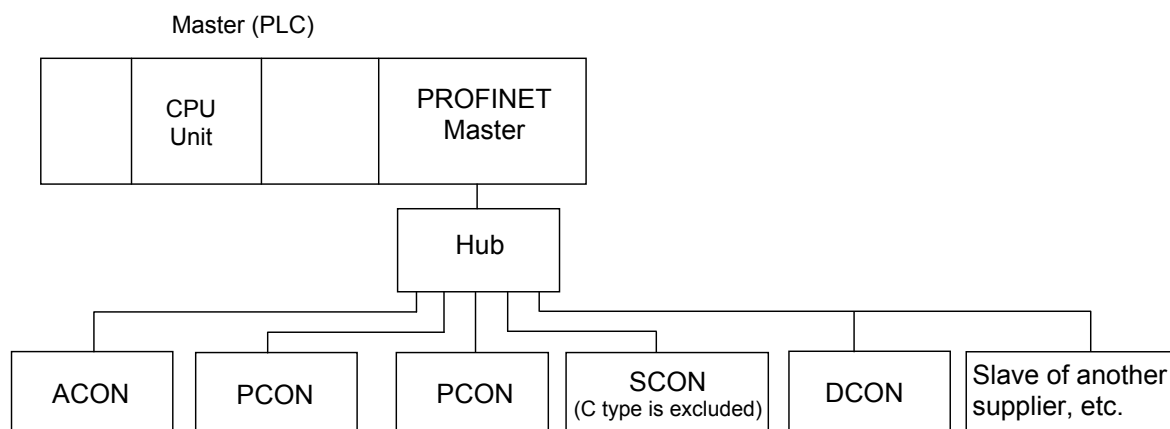 Master (PLC)
CPU
Unit
PROFINET
Master
Hub
ACON
PCON
PCON
SCON
(C type is excluded)
DCON
Slave of another
supplier, etc.